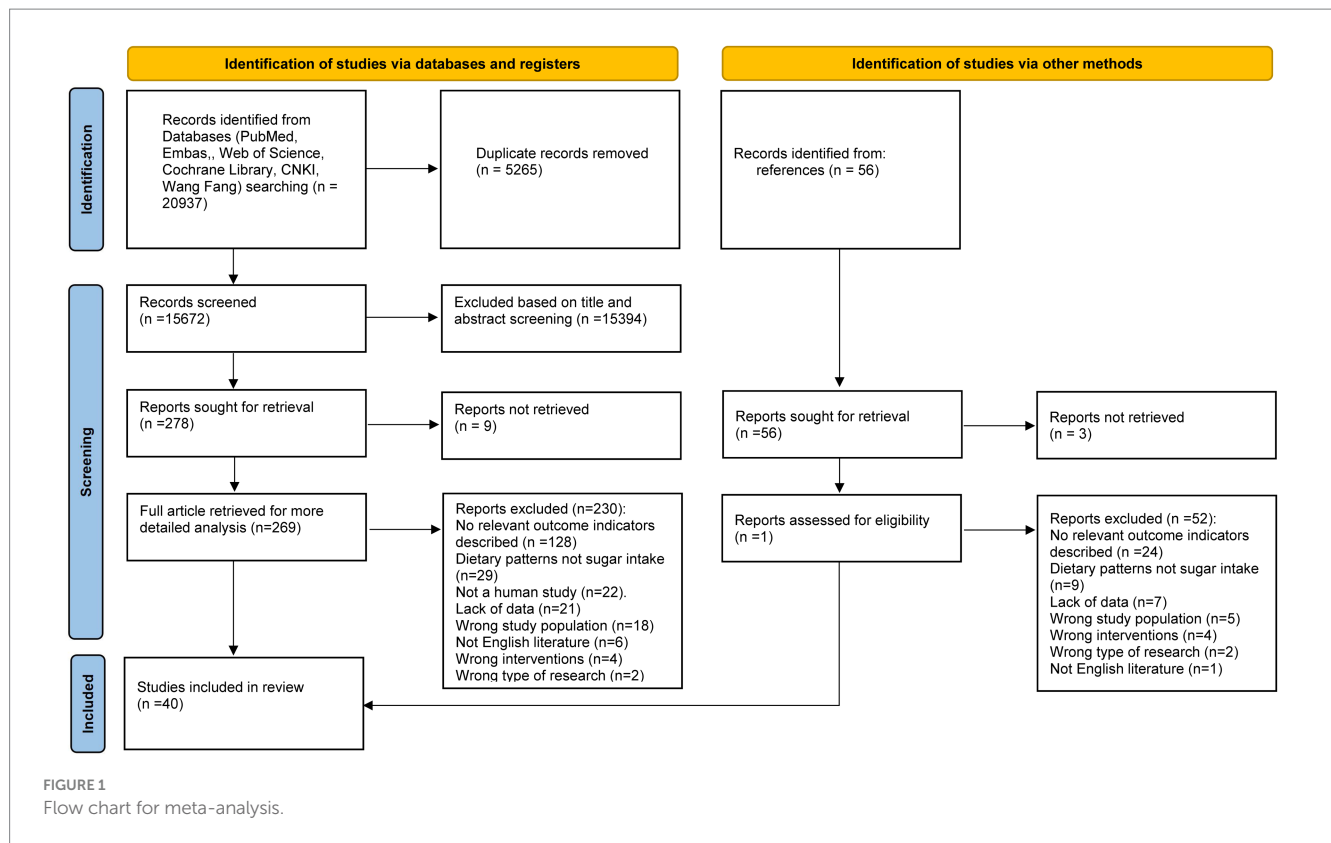 Identification of studies via databases and registers
Identification of studies via other methods
Identification
Records identified from
Databases (PubMed,
Embas,, Web of Science,
Cochrane Library, CNKI,
Wang Fang) searching (n =
20937)
Duplicate records removed
(n = 5265)
Records identified from:
references (n = 56)
Screening
Records screened
(n =15672)
Excluded based on title and
abstract screening (n =15394)
Reports sought for retrieval
(n =278)
Reports not retrieved
(n = 9)
Reports sought for retrieval
(n =56)
Reports not retrieved
(n = 3)
Full article retrieved for more
detailed analysis (n=269)
Reports excluded (n=230):
No relevant outcome indicators
described (n =128)
Dietary patterns not sugar intake
(n=29)
Not a human study (n=22).
Lack of data (n=21)
Wrong study population (n=18)
Not English literature (n=6)
Wrong interventions (n=4)
Wrong type of research (n=2)
Reports assessed for eligibility
(n =1)
Reports excluded (n =52):
No relevant outcome indicators
described (n =24)
Dietary patterns not sugar intake
(n=9)
Lack of data (n=7)
Wrong study population (n=5)
Wrong interventions (n=4)
Wrong type of research (n=2)
Not English literature (n=1)
Included
Studies included in review
(n =40)
FIGURE 1
Flow chart for meta-analysis.